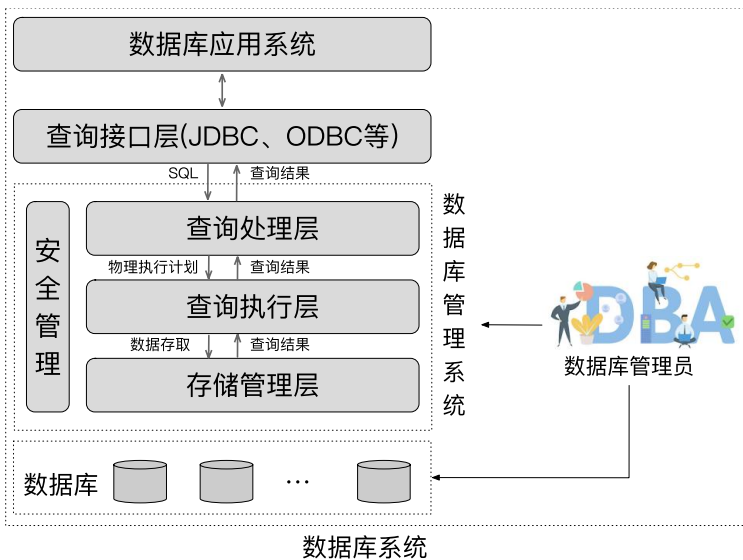 数据库应用系统
查询接口层(JDBC、ODBC等)
SQL
查询结果
安全管理
查询处理层
物理执行计划
查询结果
查询执行层
数据存取
查询结果
存储管理层
数据库管理系统
DBA
数据库管理员
数据库
...
数据库系统